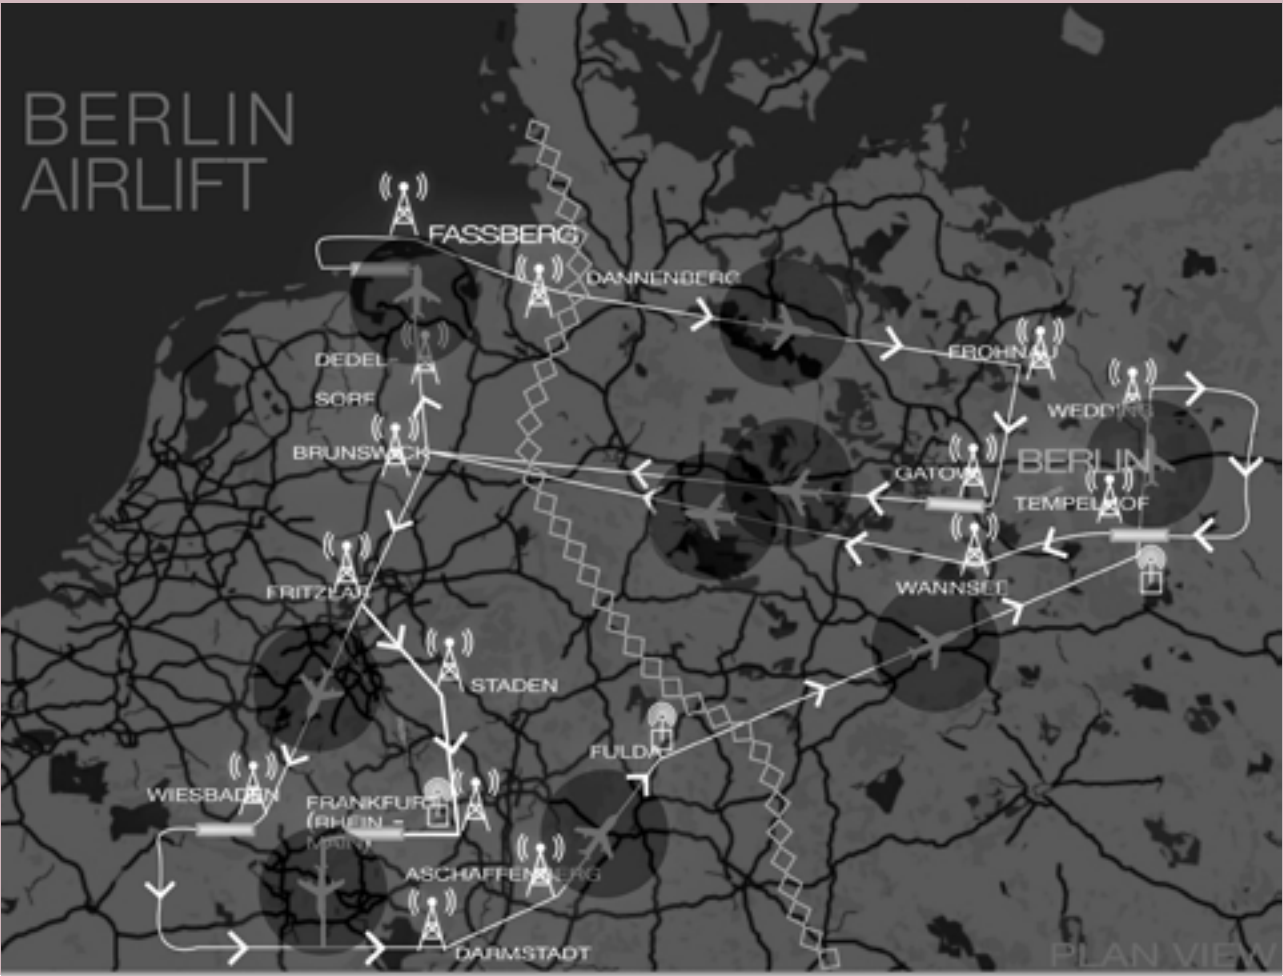 BERLIN
AIRLIFT
FASSBERG
DANNENBERG
DEDEL-
SORF
FROHNAU
WEDDING
BRUNSWICK
GATOW
BERLIN
TEMPELHOF
WANNSEE
FRITZLAR
STADEN
FULDA
WIESBADEN
FRANKFURT
(RHEIN -
MAIN)
ASCHAFFENBERG
DARMSTADT
PLAN VIEW